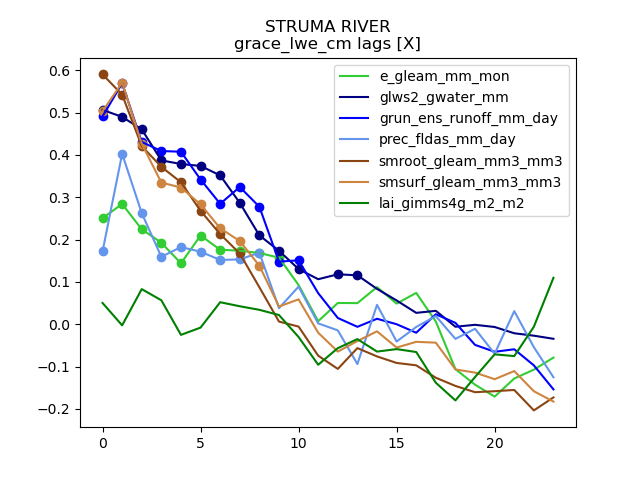 STRUMA RIVER
grace_lwe_cm lags [X]
0.6
0.5
0.4
0.3
0.2
0.1
0.0
−0.1
−0.2
0
5
10
15
20
e_gleam_mm_mon
glws2_gwater_mm
grun_ens_runoff_mm_day
prec_fldas_mm_day
smroot_gleam_mm3_mm3
smsurf_gleam_mm3_mm3
lai_gimms4g_m2_m2